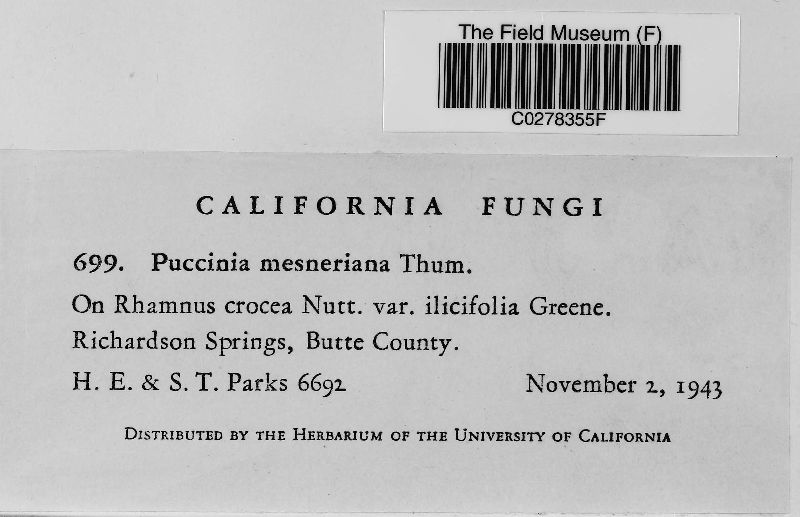 The Field Museum (F)
C0278355F
CALIFORNIA FUNGI
699. Puccinia mesneriana Thum.
On Rhamnus crocea Nutt. var. ilicifolia Greene.
Richardson Springs, Butte County.
H. E. & S. T. Parks 6692 November 2, 1943
DISTRIBUTED BY THE HERBARIUM OF THE UNIVERSITY OF CALIFORNIA